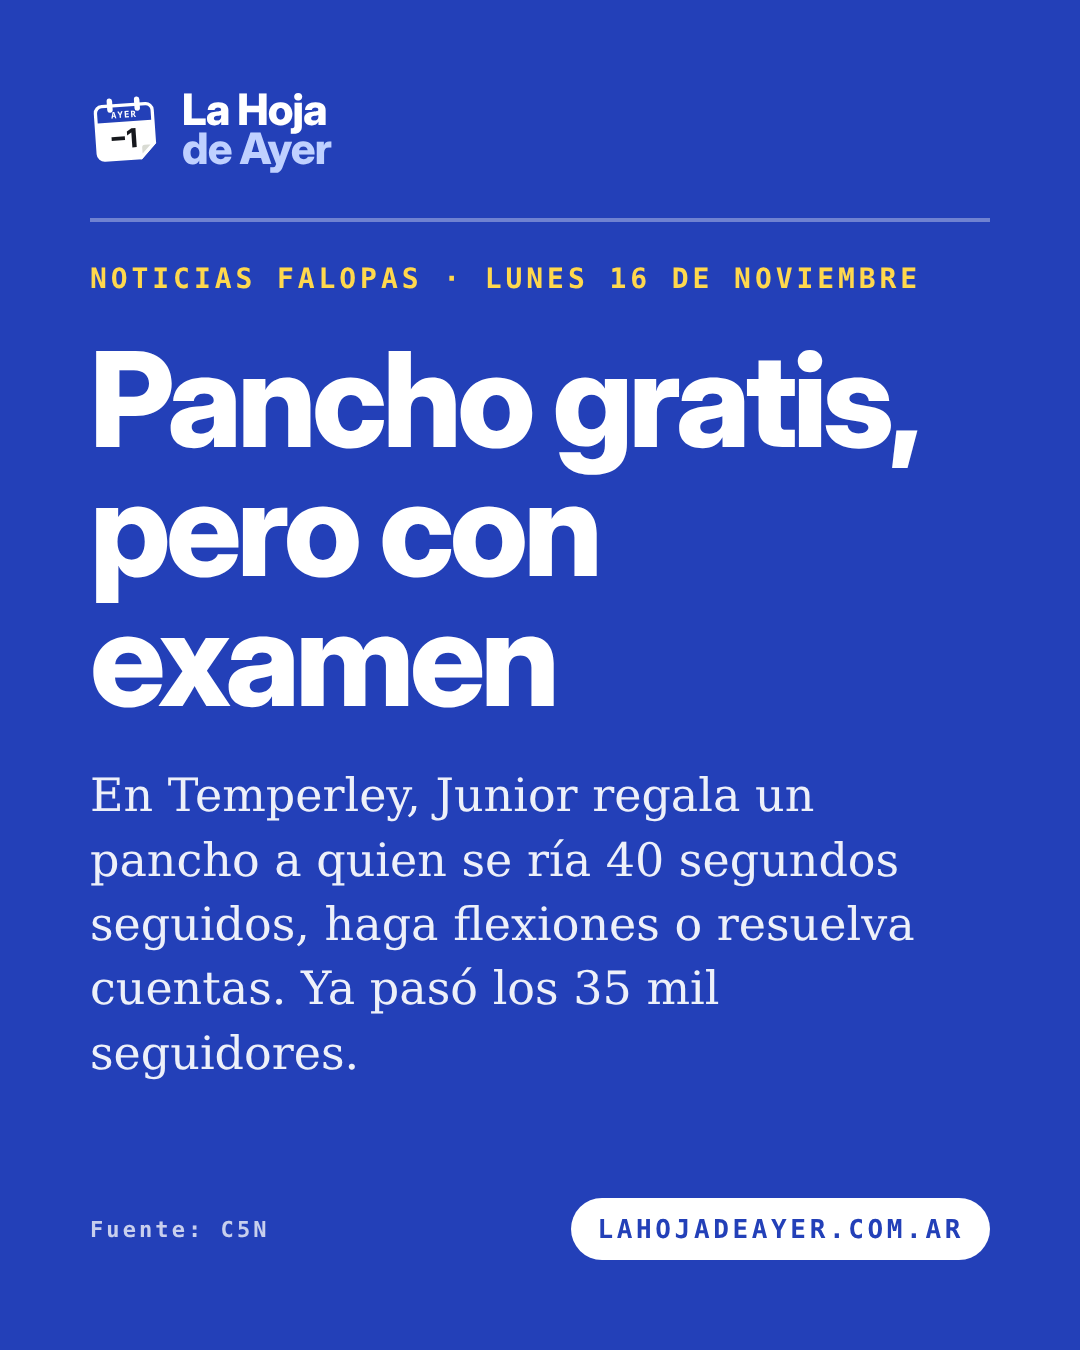 AYER
–1
La Hoja
de Ayer
NOTICIAS FALOPAS · LUNES 16 DE NOVIEMBRE
Pancho gratis,
pero con
examen
En Temperley, Junior regala un
pancho a quien se ría 40 segundos
seguidos, haga flexiones o resuelva
cuentas. Ya pasó los 35 mil
seguidores.
Fuente: C5N
LAHOJADEAYER.COM.AR